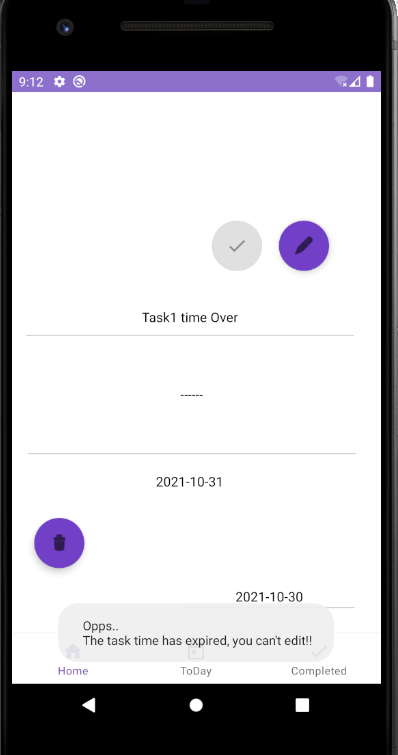 9:12
Task1 time Over
------
2021-10-31
2021-10-30
Opps..
The task time has expired, you can't edit!!
Home
ToDay
Completed